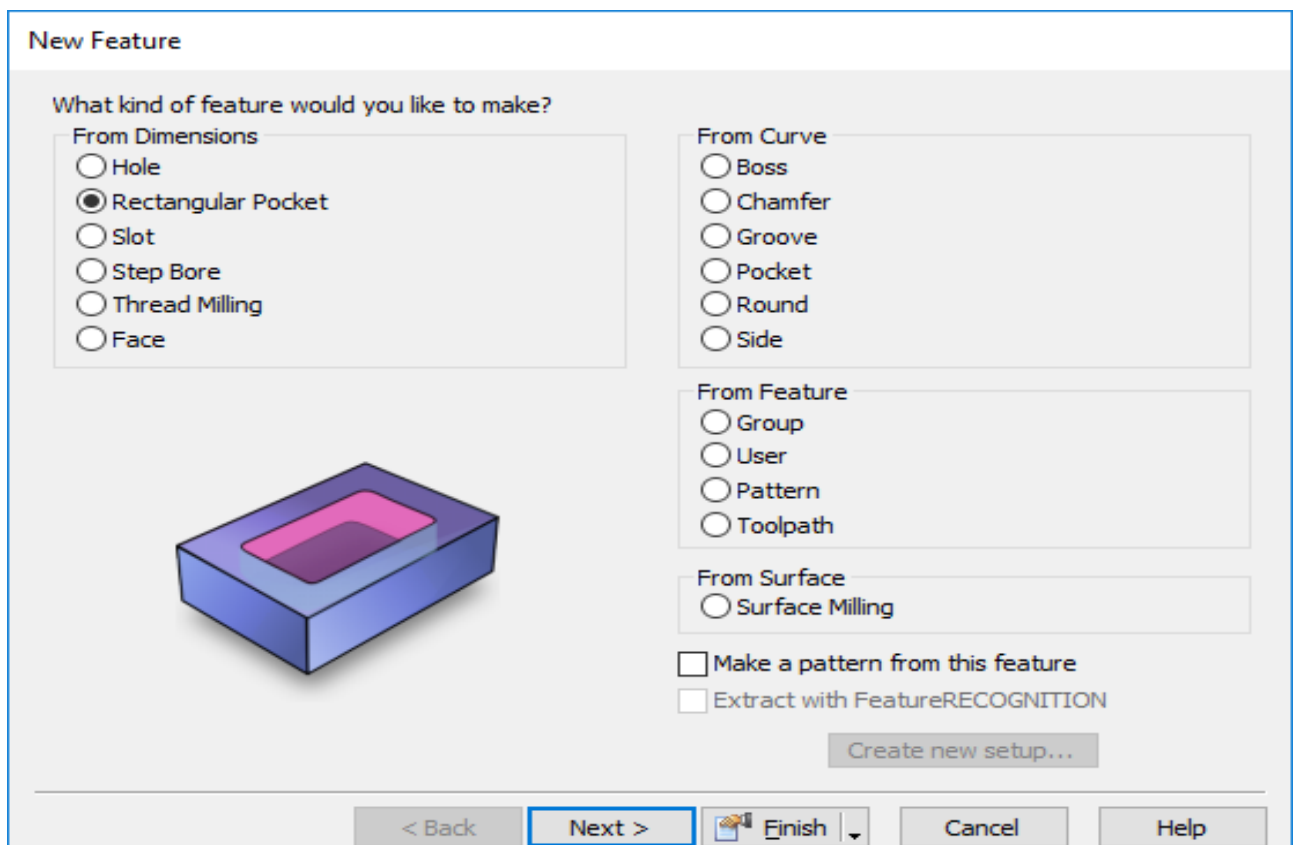 New Feature
What kind of feature would you like to make?
From Dimensions
Hole
Rectangular Pocket
Slot
Step Bore
Thread Milling
Face
From Curve
Boss
Chamfer
Groove
Pocket
Round
Side
From Feature
Group
User
Pattern
Toolpath
From Surface
Surface Milling
Make a pattern from this feature
Extract with FeatureRECOGNITION
Create new setup...
< Back
Next >
Finish
Cancel
Help